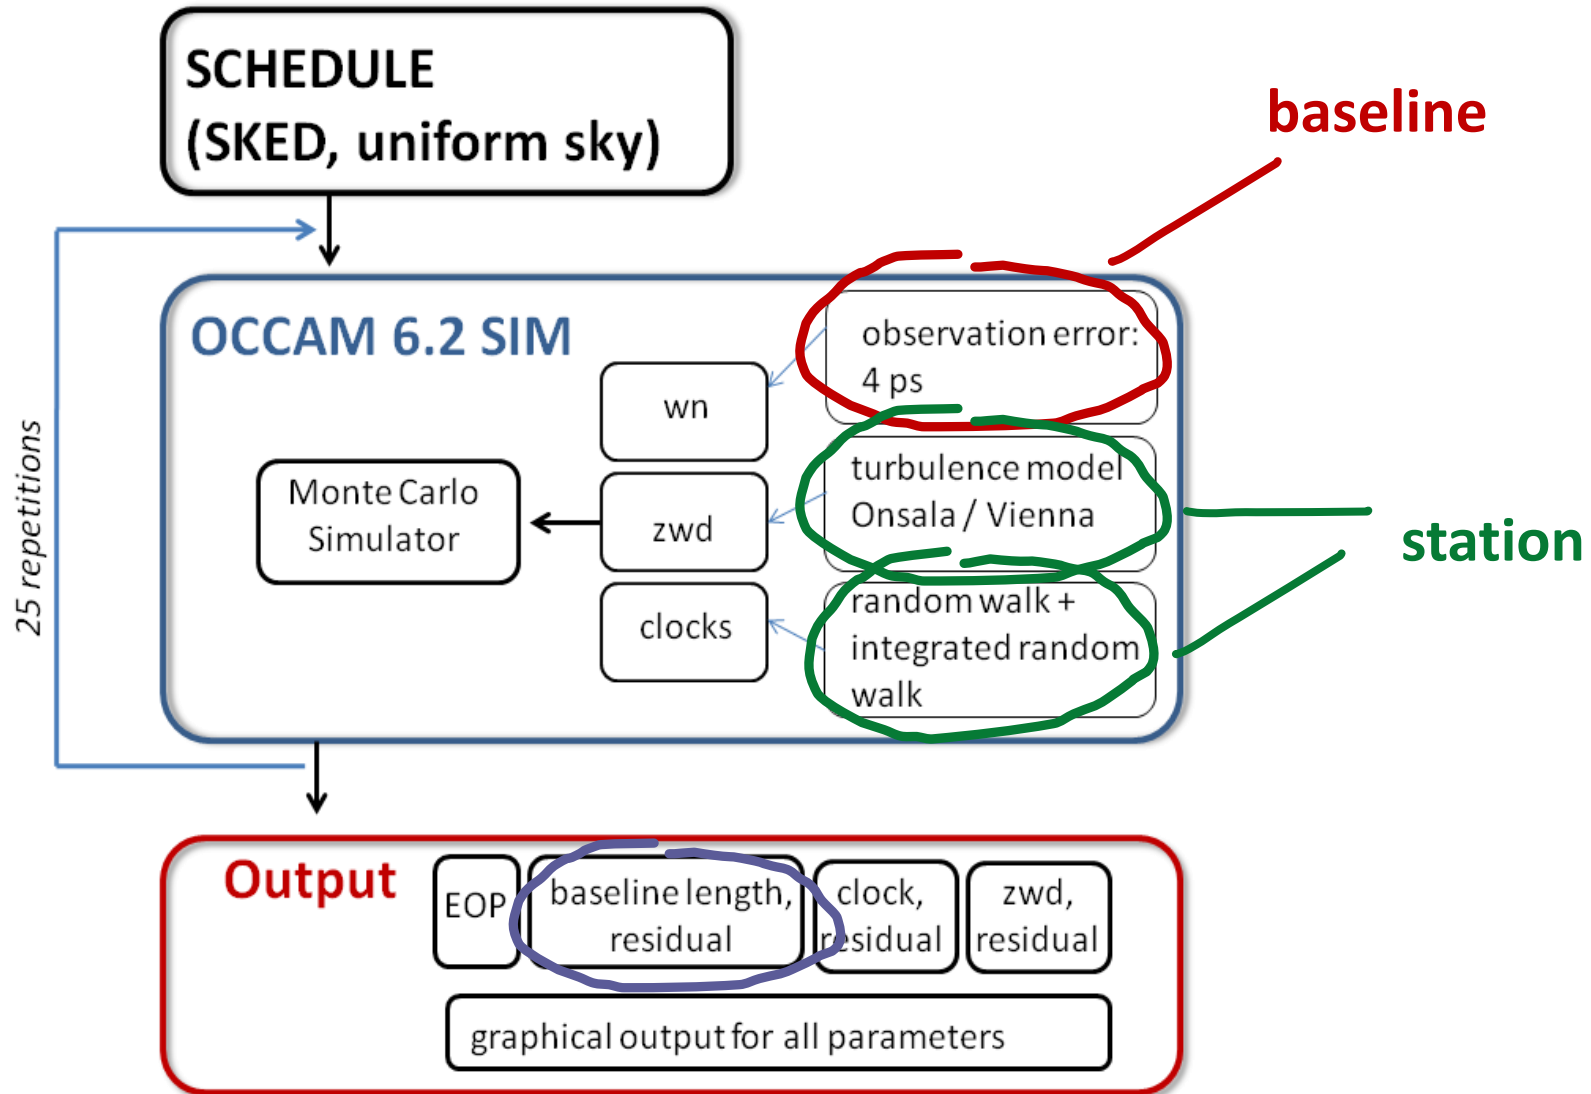 SCHEDULE
(SKED, uniform sky)
baseline
OCCAM 6.2 SIM
observation error:
4 ps
wn
turbulence model
Onsala / Vienna
station
Monte Carlo
Simulator
zwd
random walk +
integrated random
walk
clocks
25 repetitions
Output
EOP
baseline length,
residual
clock,
residual
zwd,
residual
graphical output for all parameters